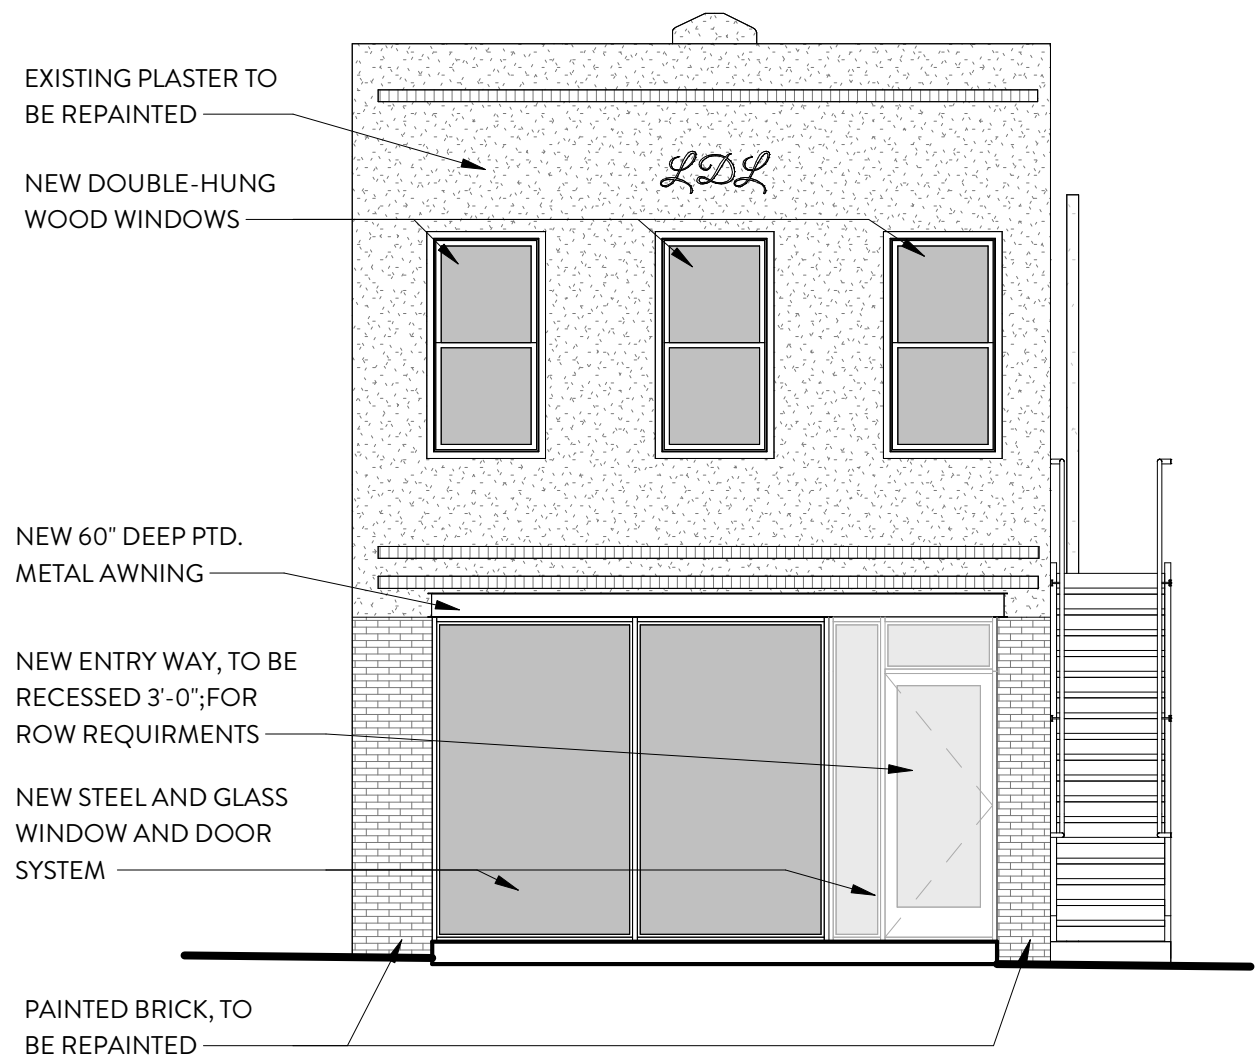 EXISTING PLASTER TO
BE REPAINTED
LDL
NEW DOUBLE-HUNG
WOOD WINDOWS
NEW 60" DEEP PTD.
METAL AWNING
NEW ENTRY WAY, TO BE
RECESSED 3'-0";FOR
ROW REQUIRMENTS
NEW STEEL AND GLASS
WINDOW AND DOOR
SYSTEM
PAINTED BRICK, TO
BE REPAINTED